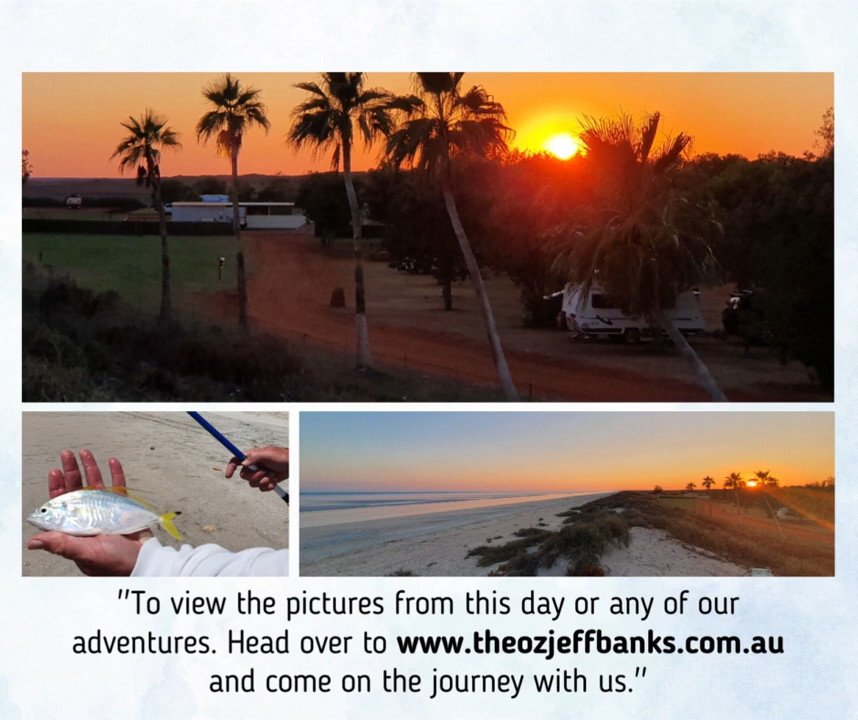 "To view the pictures from this day or any of our
adventures. Head over to www.theozjeffbanks.com.au
and come on the journey with us."